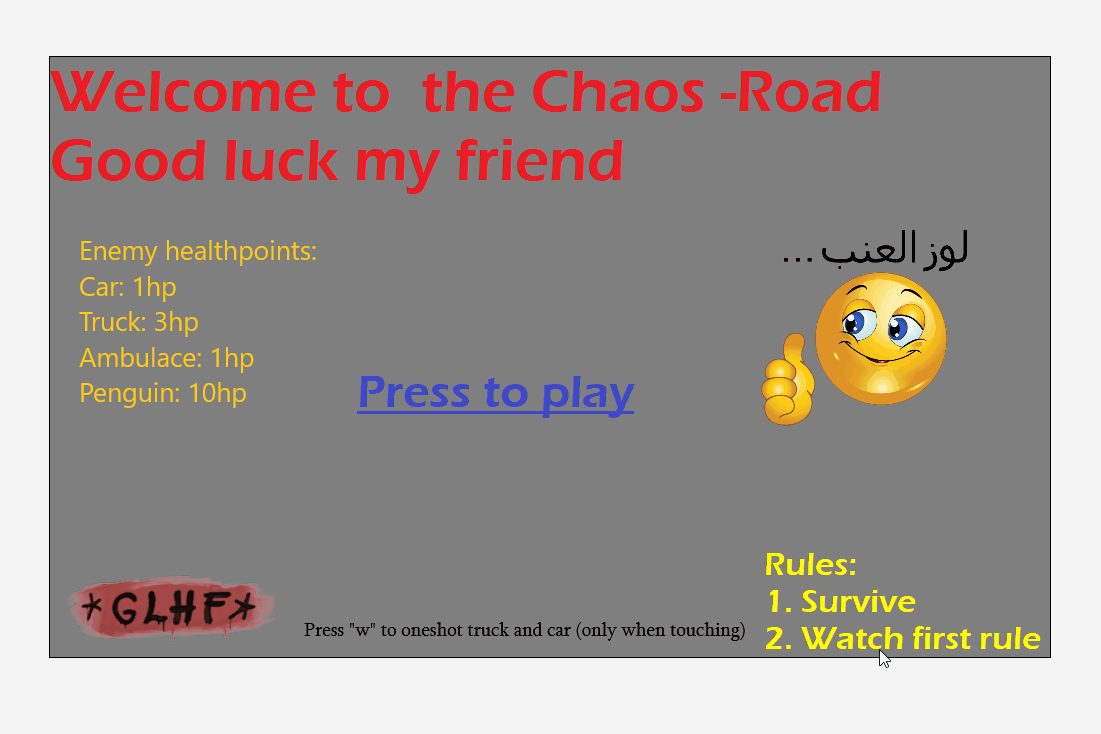 Welcome to  the Chaos -Road
Good luck my friend
Enemy healthpoints:
Car: 1hp
Truck: 3hp
Ambulace: 1hp
Penguin: 10hp
لوز العنب...
Press to play
*GLHF*
Press "w" to oneshot truck and car (only when touching)
Rules:
1. Survive
2. Watch first rule